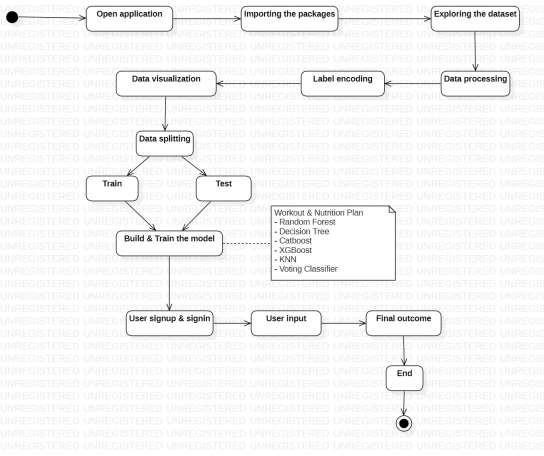 Open application
Importing the packages
Exploring the dataset
Data visualization
Label encoding
Data processing
Data splitting
Train
Test
Build & Train the model
Workout & Nutrition Plan
- Random Forest
- Decision Tree
- Catboost
- XGBoost
- KNN
- Voting Classifier
User signup & signin
User input
Final outcome
End
UNREGISTERED